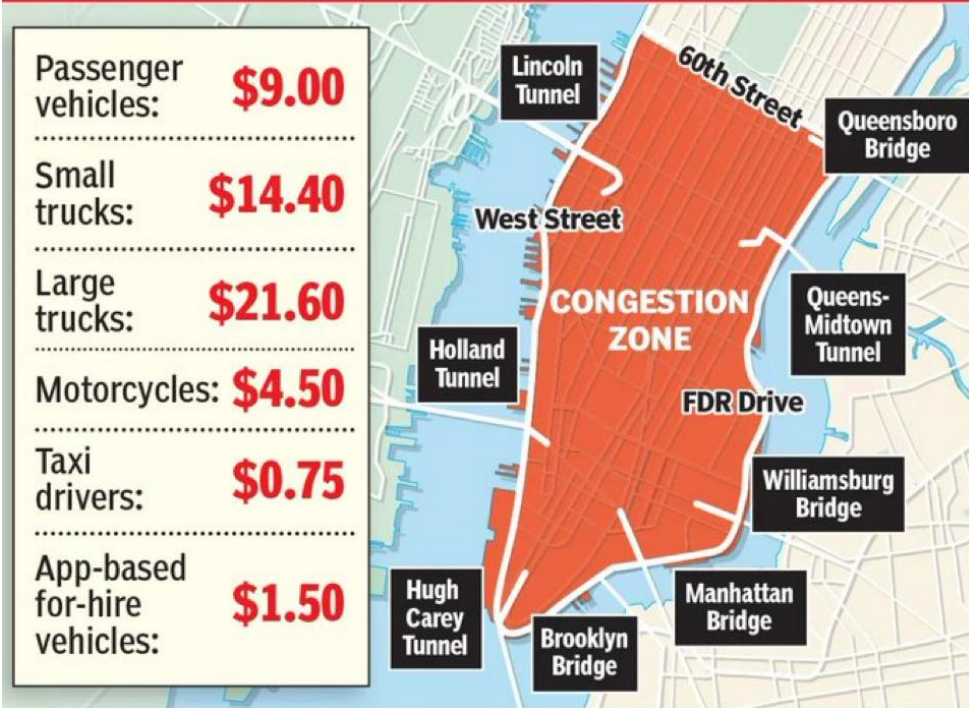 Passenger
vehicles: $9.00
Small
trucks: $14.40
Large
trucks: $21.60
Motorcycles: $4.50
Taxi
drivers: $0.75
App-based
for-hire
vehicles: $1.50
Lincoln
Tunnel
60th Street
Queensboro
Bridge
West Street
CONGESTION
ZONE
Queens-
Midtown
Tunnel
Holland
Tunnel
FDR Drive
Williamsburg
Bridge
Hugh
Carey
Tunnel
Manhattan
Bridge
Brooklyn
Bridge